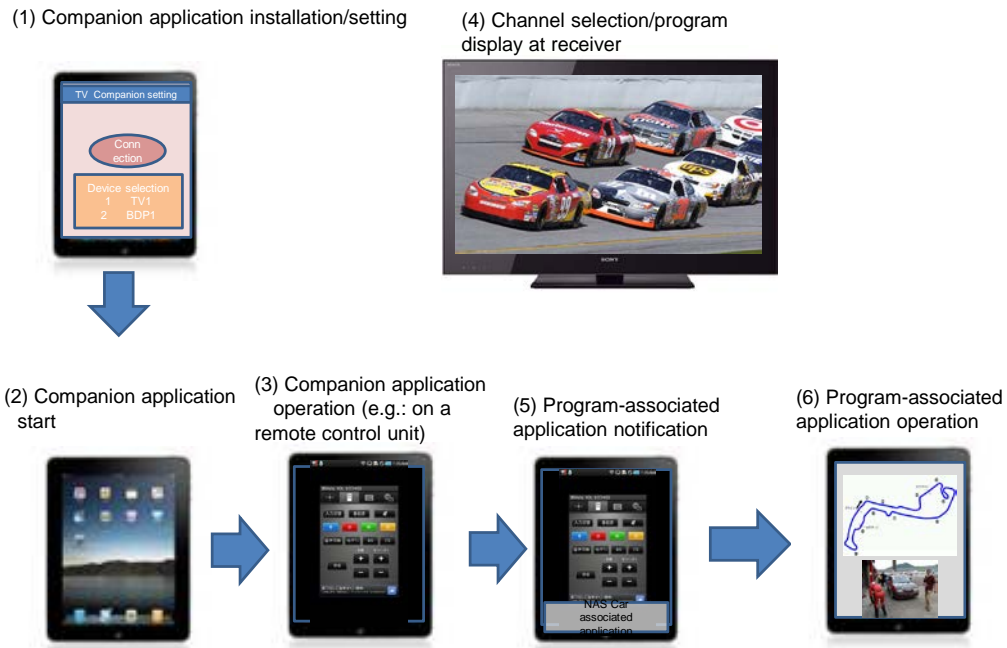 (1) Companion application installation/setting
(4) Channel selection/program
display at receiver
TV Companion setting
Conn
ection
Device selection
1 TV1
2 BDP1
SONY
ups
(2) Companion application
start
(3) Companion application
operation (e.g.: on a
remote control unit)
(5) Program-associated
application notification
(6) Program-associated
application operation
NAS Car
associated
application